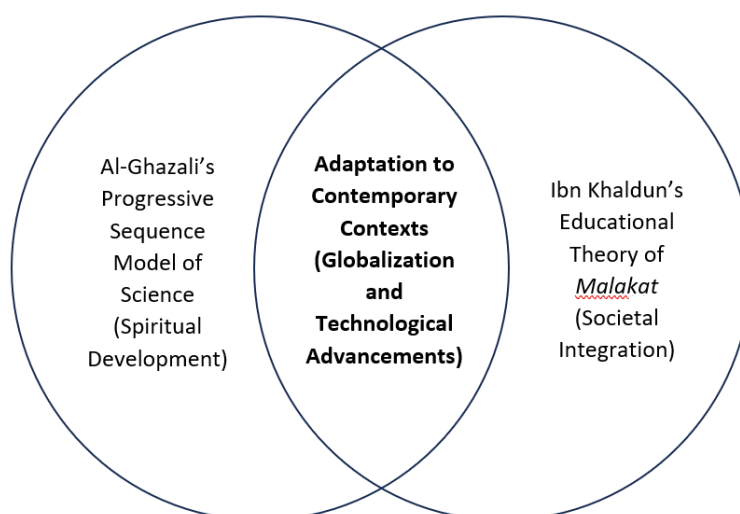 Al-Ghazali’s
Progressive
Sequence
Model of
Science
(Spiritual
Development)
Adaptation to
Contemporary
Contexts
(Globalization
and
Technological
Advancements)
Ibn Khaldun’s
Educational
Theory of
Malakat
(Societal
Integration)